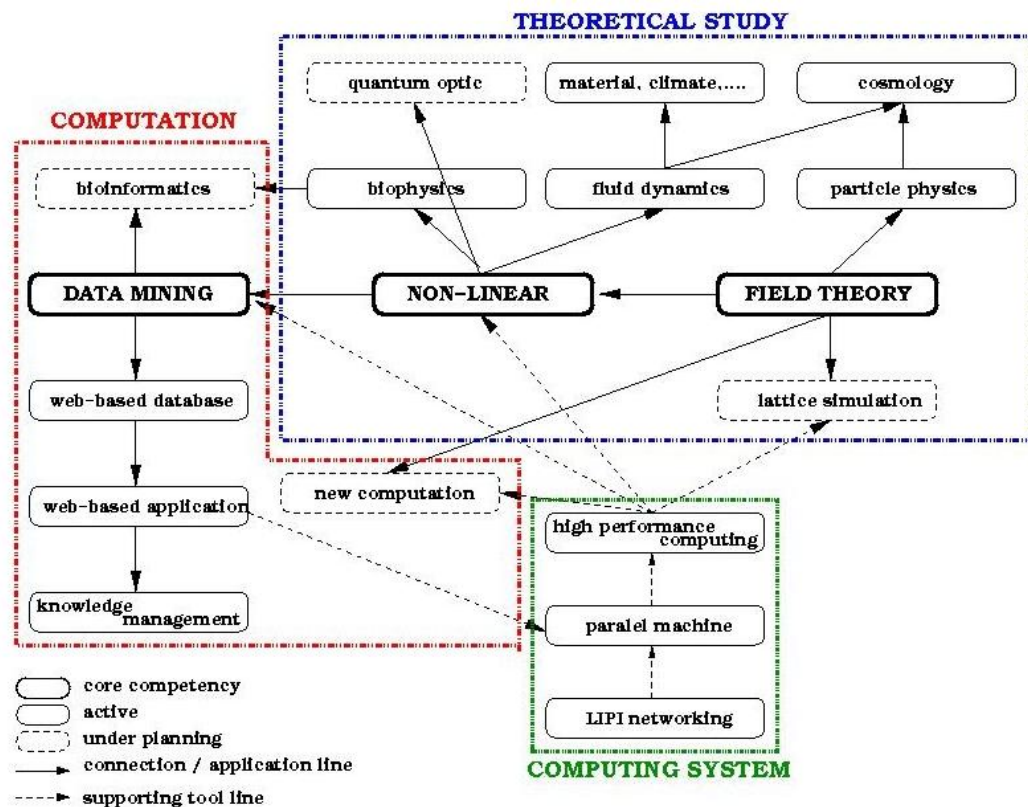 THEORETICAL STUDY
quantum optic
material, climate,....
cosmology
COMPUTATION
bioinformatics
biophysics
fluid dynamics
particle physics
DATA MINING
NON-LINEAR
FIELD THEORY
web-based database
lattice simulation
new computation
web-based application
high performance
computing
knowledge
management
paralel machine
LIPI networking
COMPUTING SYSTEM
core competency
active
under planning
connection / application line
supporting tool line